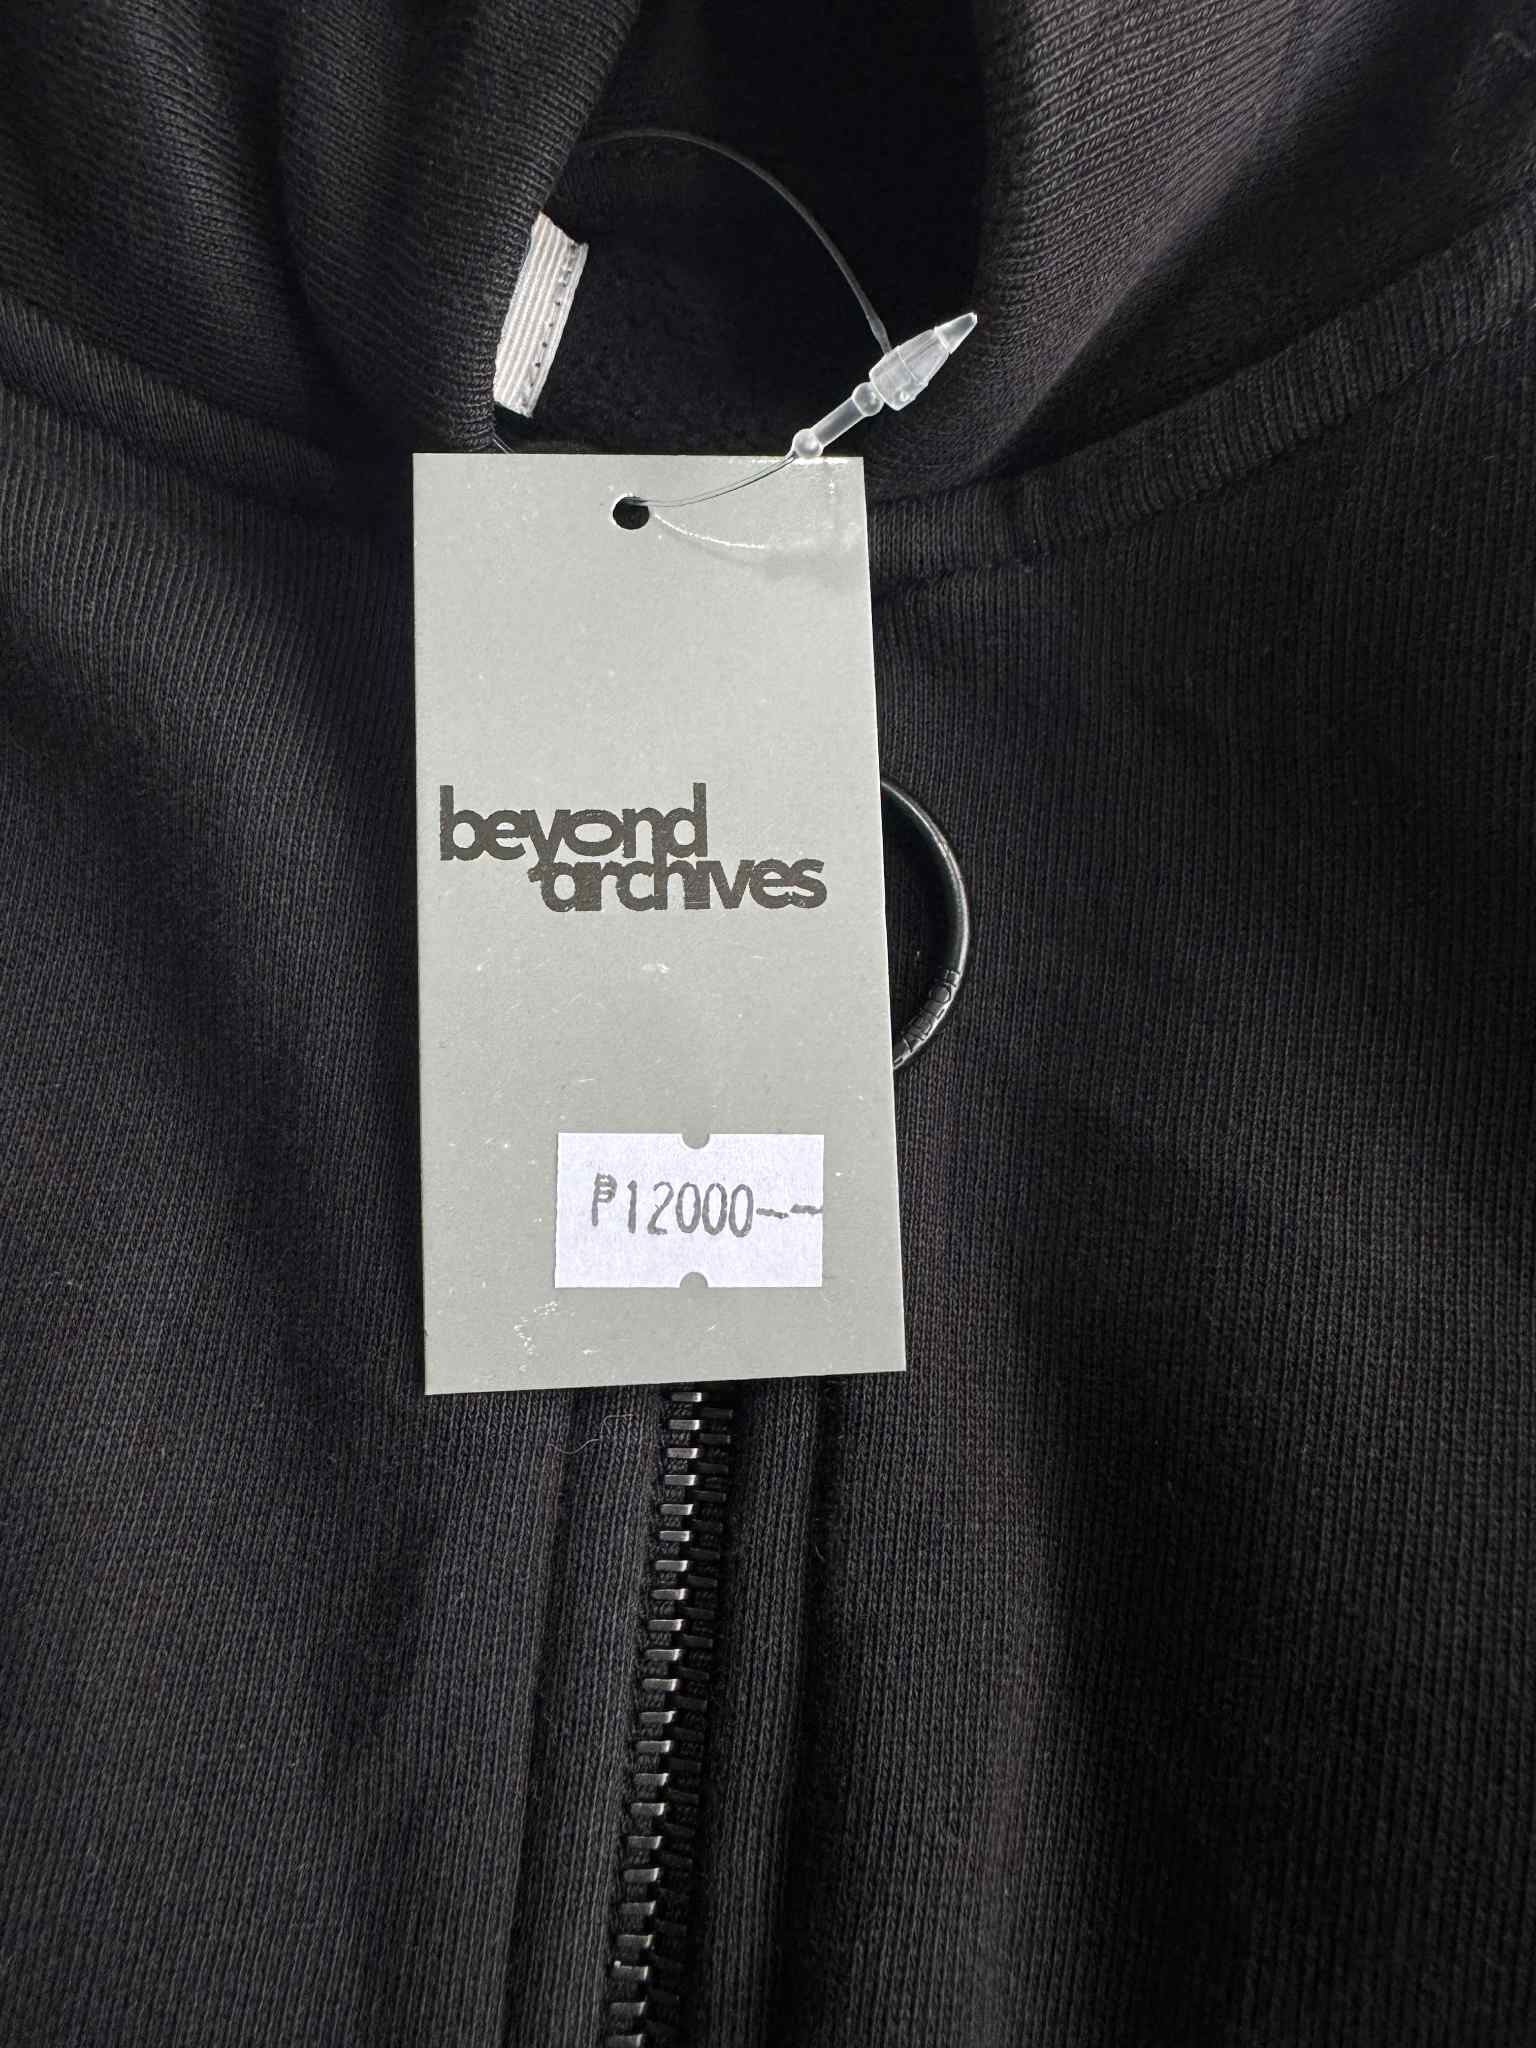 beyond
archives
₱12000--